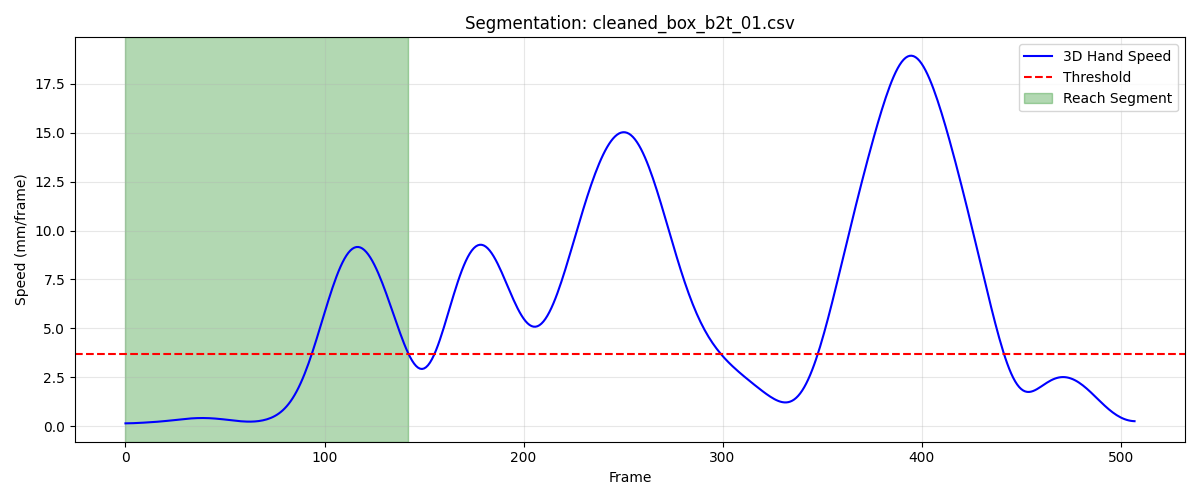 Segmentation: cleaned_box_b2t_01.csv
3D Hand Speed
Threshold
Reach Segment
Speed (mm/frame)
17.5
15.0
12.5
10.0
7.5
5.0
2.5
0.0
0 100 200 300 400 500
Frame